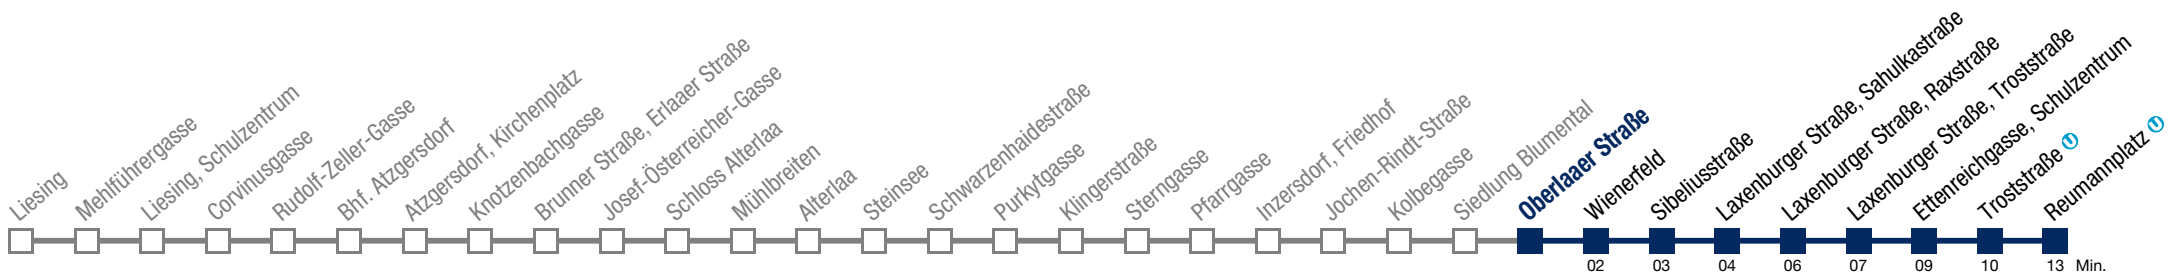 Liesing
Mehlführergasse
Liesing, Schulzentrum
Corvinusgasse
Rudolf-Zeller-Gasse
Bhf. Atzgersdorf
Atzgersdorf, Kirchenplatz
Knotzenbachgasse
Brunner Straße, Erlaaer Straße
Josef-Österreicher-Gasse
Schloss Alterlaa
Mühlbreiten
Alterlaa
Steinsee
Schwarzenhaidestraße
Purkytgasse
Klingerstraße
Sterngasse
Pfarrgasse
Inzersdorf, Friedhof
Jochen-Rindt-Straße
Kolbegasse
Siedlung Blumental
Oberlaaer Straße
Wienerfeld
Sibeliusstraße
Laxenburger Straße, Sahulkastraße
Laxenburger Straße, Raxstraße
Laxenburger Straße, Troststraße
Ettenreichgasse, Schulzentrum
Troststraße U
Reumannplatz U
02 03 04 06 07 09 10 13 Min.